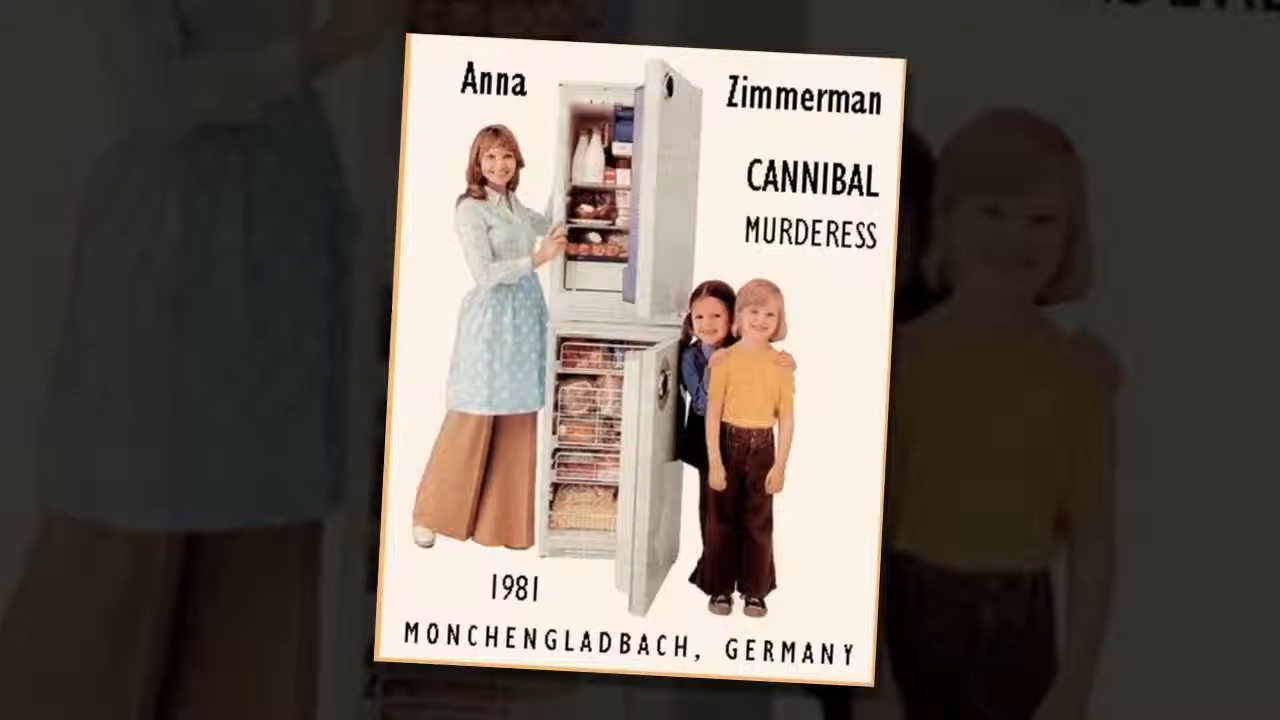 Anna Zimmerman
CANNIBAL
MURDERESS
1981
MONCHENGLADBACH, GERMANY